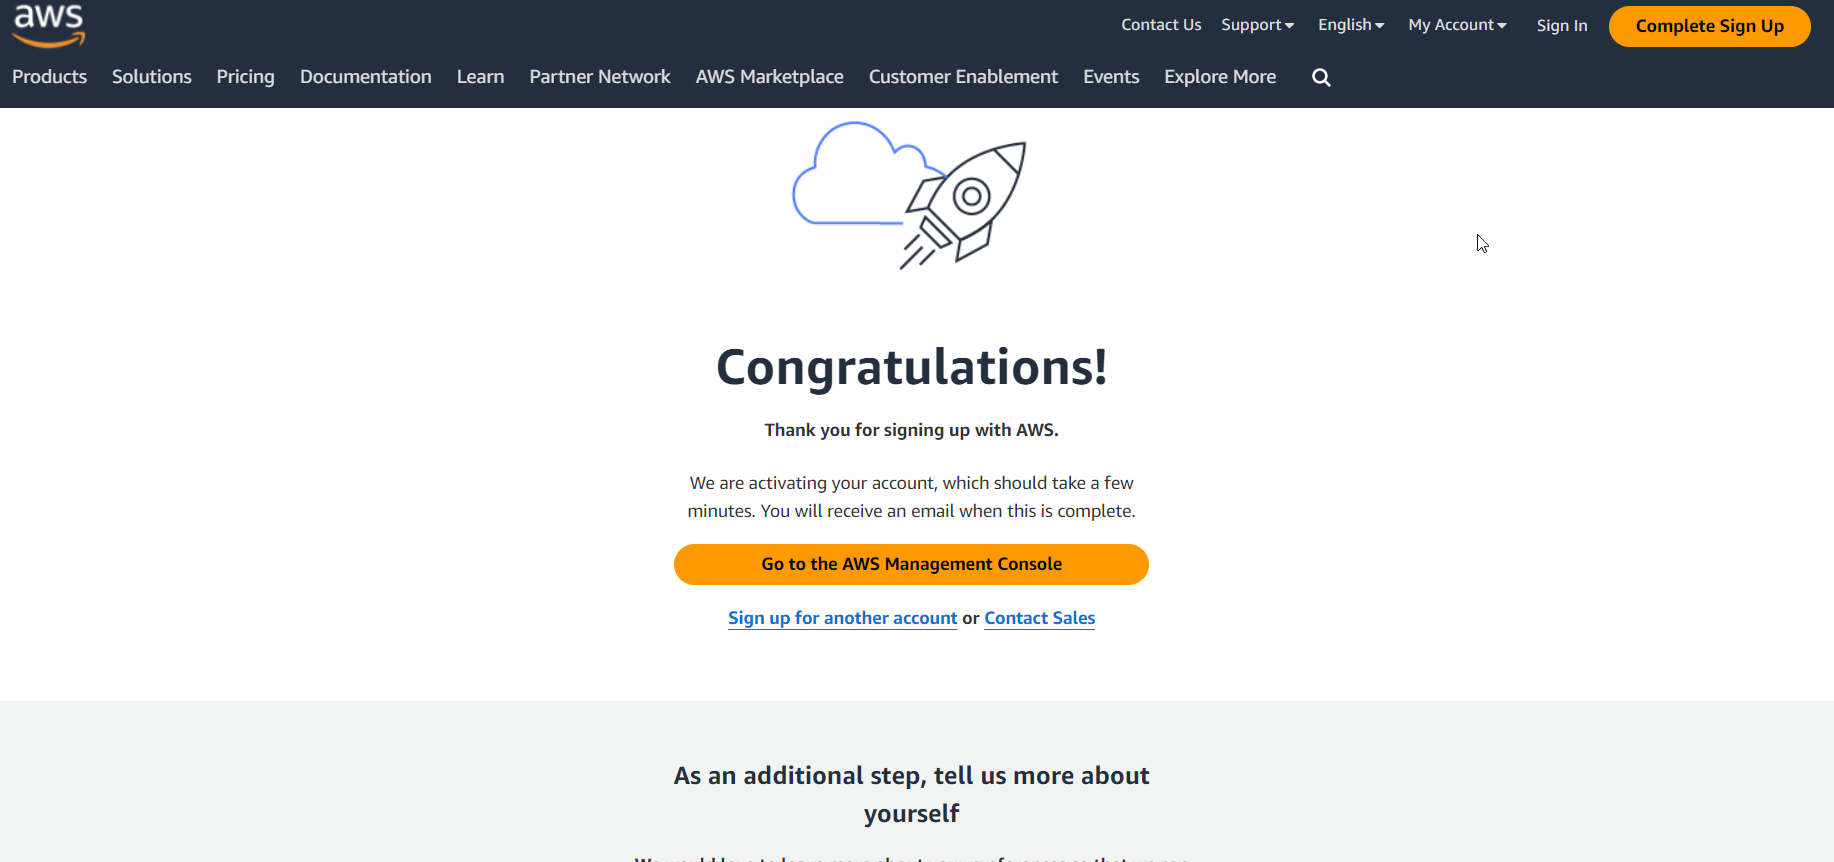 aws
Contact Us Support English My Account Sign In Complete Sign Up
Products Solutions Pricing Documentation Learn Partner Network AWS Marketplace Customer Enablement Events Explore More
Congratulations!
Thank you for signing up with AWS.
We are activating your account, which should take a few
minutes. You will receive an email when this is complete.
Go to the AWS Management Console
Sign up for another account or Contact Sales
As an additional step, tell us more about
yourself